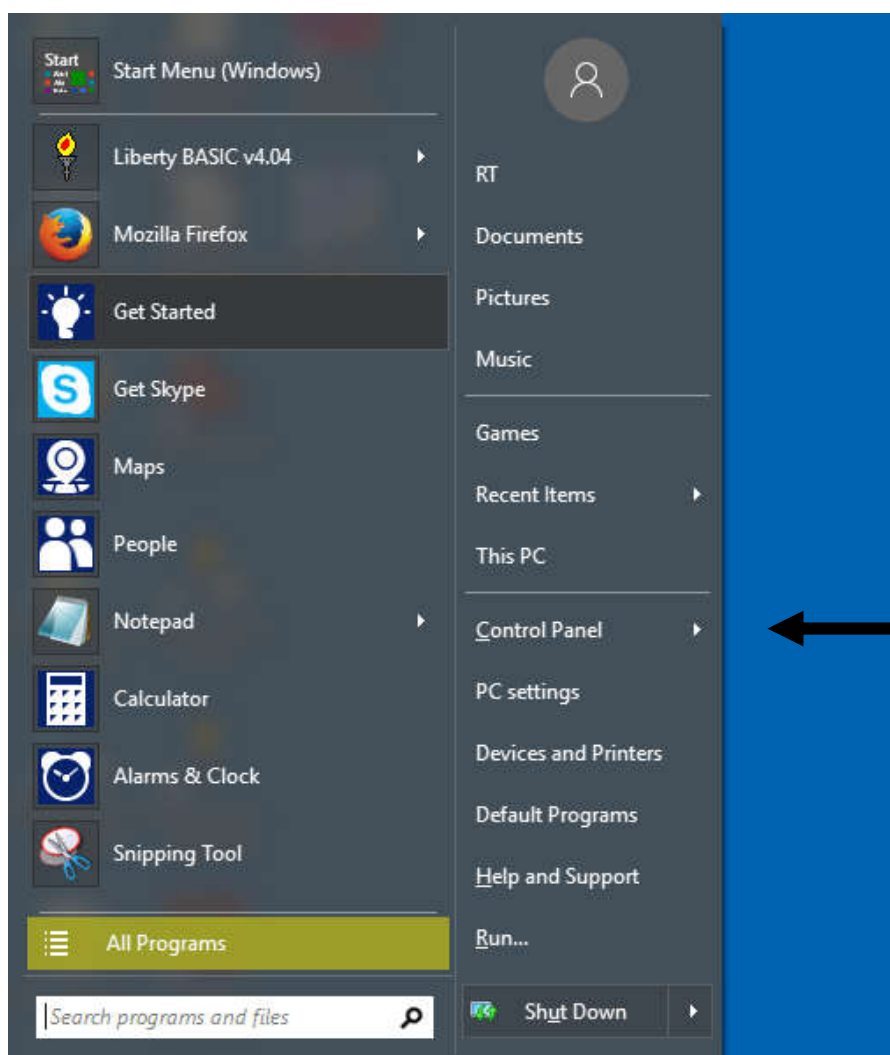 Start
Start Menu (Windows)
Liberty BASIC v4.04
Mozilla Firefox
Get Started
Get Skype
Maps
People
Notepad
Calculator
Alarms & Clock
Snipping Tool
All Programs
Search programs and files
RT
Documents
Pictures
Music
Games
Recent Items
This PC
Control Panel
PC settings
Devices and Printers
Default Programs
Help and Support
Run...
Shut Down